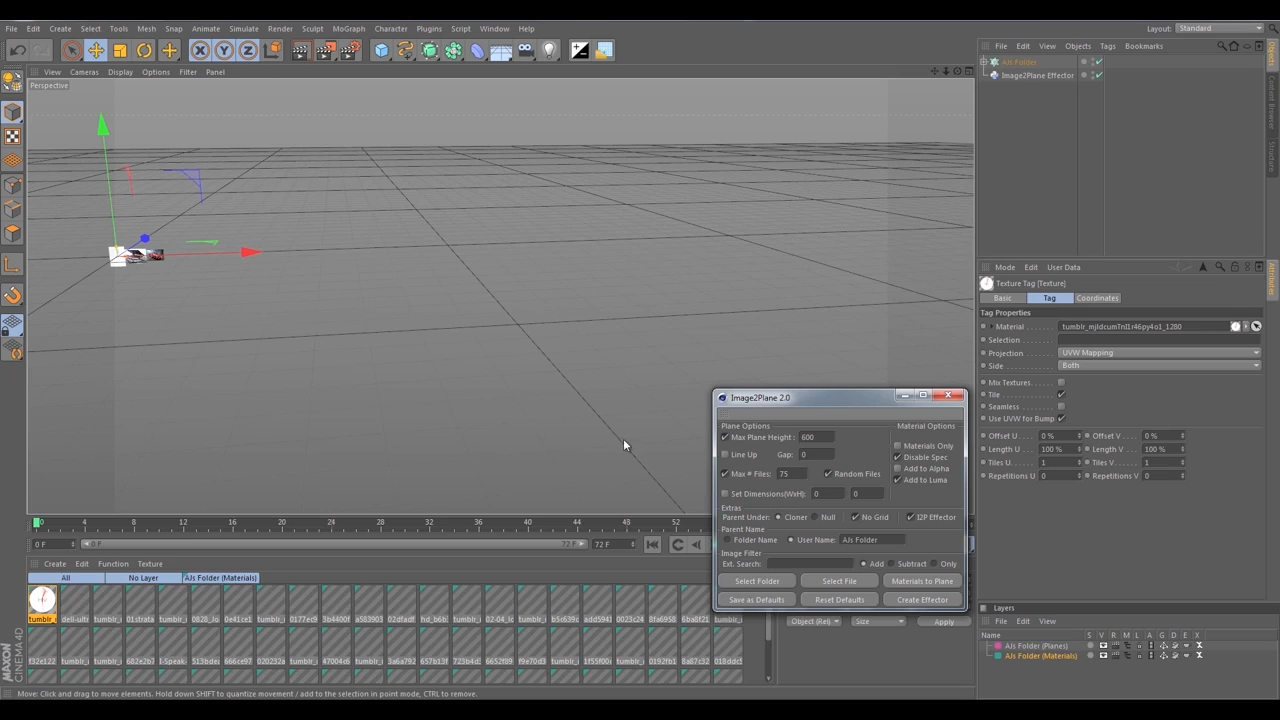 File Edit Create Select Tools Mesh Snap Animate Simulate Render Sculpt MoGraph Character Plugins Script Window Help
Layout: Standard
View Cameras Display Options Filter Panel
Perspective
File Edit View Objects Tags Bookmarks
AJs Folder
Image2Plane Effector
Objects
Content Browser
Structure
Mode Edit User Data
Attributes
Texture Tag [Texture]
Basic Tag Coordinates
Tag Properties
Material
Selection
Projection UVW Mapping
Side Both
Mix Textures
Tile
Seamless
Use UVW for Bump
Offset U 0 % Offset V 0 %
Length U 100 % Length V 100 %
Tiles U 1 Tiles V 1
Repetitions U 0 Repetitions V 0
Image2Plane 2.0
Plane Options Material Options
Max Plane Height : 600
Materials Only
Line Up Gap: 0
Disable Spec
Add to Alpha
Max # Files: 75 Random Files
Add to Luma
Set Dimensions(WxH): 0 0
Extras
Parent Under: Cloner Null No Grid I2P Effector
Parent Name
Folder Name User Name: AJs Folder
Image Filter
Ext. Search: Add Subtract Only
Select Folder Select File Materials to Plane
Save as Defaults Reset Defaults Create Effector
0 4 8 12 16 20 24 28 32 36 40 44 48 52
0 F 0 F 72 F 72 F
Create Edit Function Texture
All No Layer AJs Folder (Materials)
Object (Rel) Size Apply
Layers
File Edit View
Name S V R M L A G D E X
AJs Folder (Planes)
AJs Folder (Materials)
MAXON
CINEMA 4D
Move: Click and drag to move elements. Hold down SHIFT to quantize movement / add to the selection in point mode, CTRL to remove.